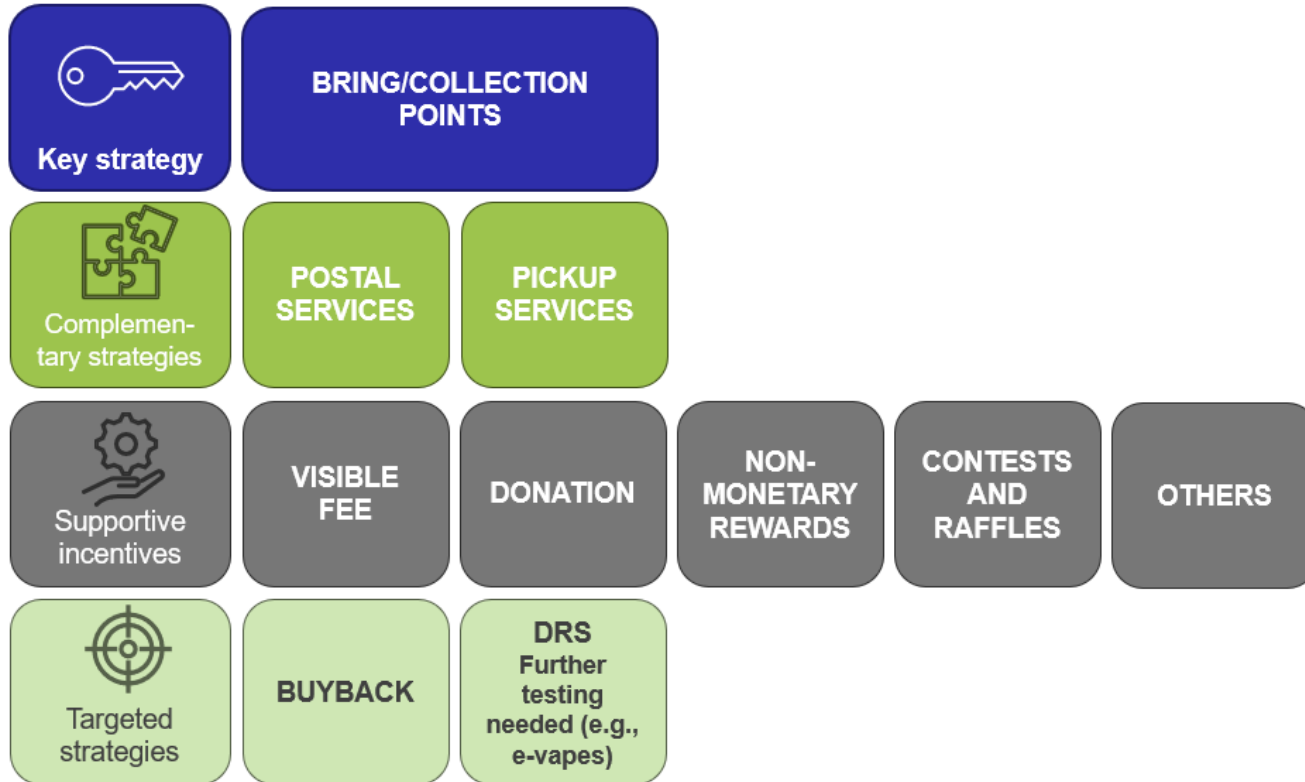 Key strategy
BRING/COLLECTION
POINTS
Complemen-
tary strategies
POSTAL
SERVICES
PICKUP
SERVICES
Supportive
incentives
VISIBLE
FEE
DONATION
NON-
MONETARY
REWARDS
CONTESTS
AND
RAFFLES
OTHERS
Targeted
strategies
BUYBACK
DRS
Further
testing
needed (e.g.,
e-vapes)